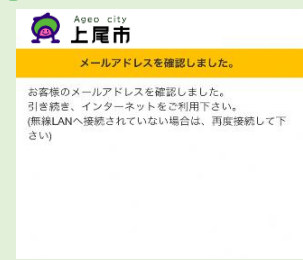 Ageo city
上尾市
メールアドレスを確認しました。
お客様のメールアドレスを確認しました。
引き続き、インターネットをご利用下さい。
(無線LANへ接続されていない場合は、再度接続して下
さい)